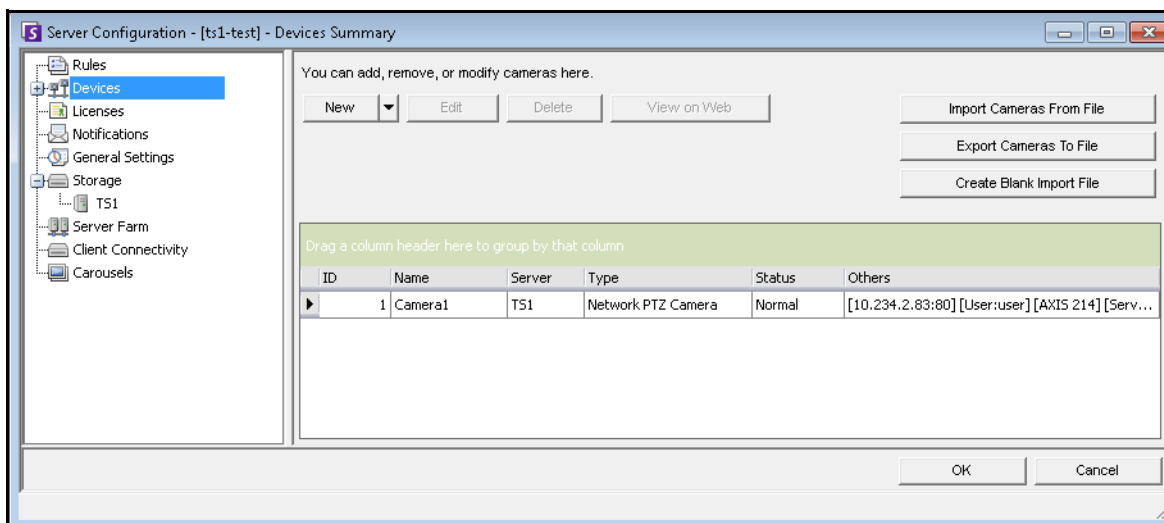 Server Configuration - [ts1-test] - Devices Summary
Rules
Devices
Licenses
Notifications
General Settings
Storage
TS1
Server Farm
Client Connectivity
Carousels
You can add, remove, or modify cameras here.
New Edit Delete View on Web
Import Cameras From File
Export Cameras To File
Create Blank Import File
Drag a column header here to group by that column
ID Name Server Type Status Others
1 Camera1 TS1 Network PTZ Camera Normal [10.234.2.83:80] [User:user] [AXIS 214] [Serv...
OK Cancel